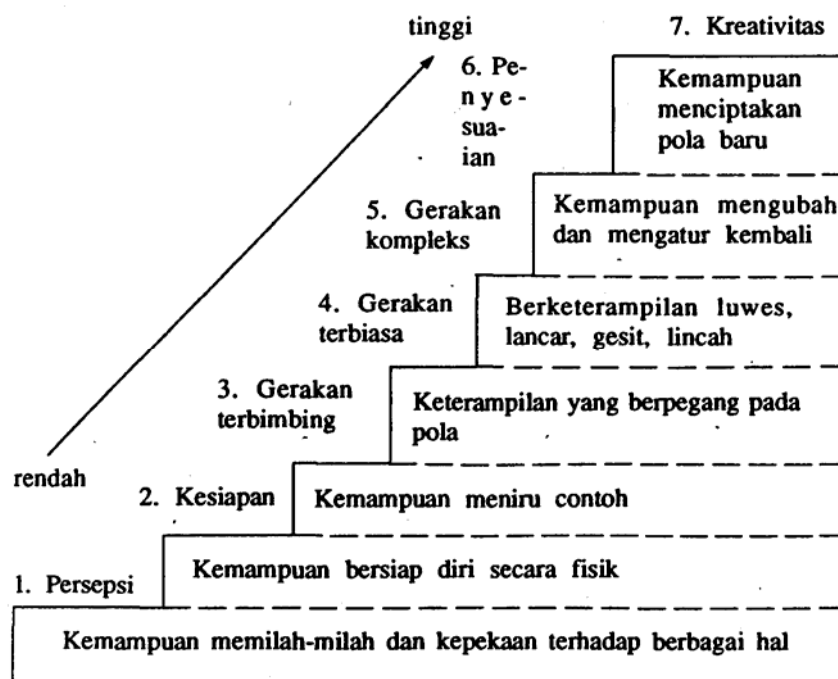 tinggi
7. Kreativitas
6. Pe-
n y e -
sua-
ian
Kemampuan
menciptakan
pola baru
5. Gerakan
kompleks
Kemampuan mengubah
dan mengatur kembali
4. Gerakan
terbiasa
Berketerampilan luwes,
lancar, gesit, lincah
3. Gerakan
terbimbing
Keterampilan yang berpegang pada
pola
rendah
2. Kesiapan
Kemampuan meniru contoh
1. Persepsi
Kemampuan bersiap diri secara fisik
Kemampuan memilah-milah dan kepekaan terhadap berbagai hal